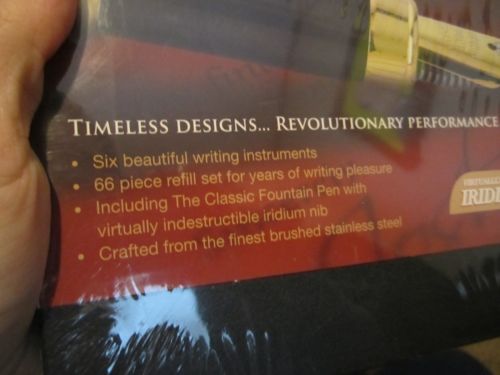 TIMELESS DESIGNS... REVOLUTIONARY PERFORMANCE
• Six beautiful writing instruments
• 66 piece refill set for years of writing pleasure
• Including The Classic Fountain Pen with
virtually indestructible iridium nib
• Crafted from the finest brushed stainless steel
IRIDI